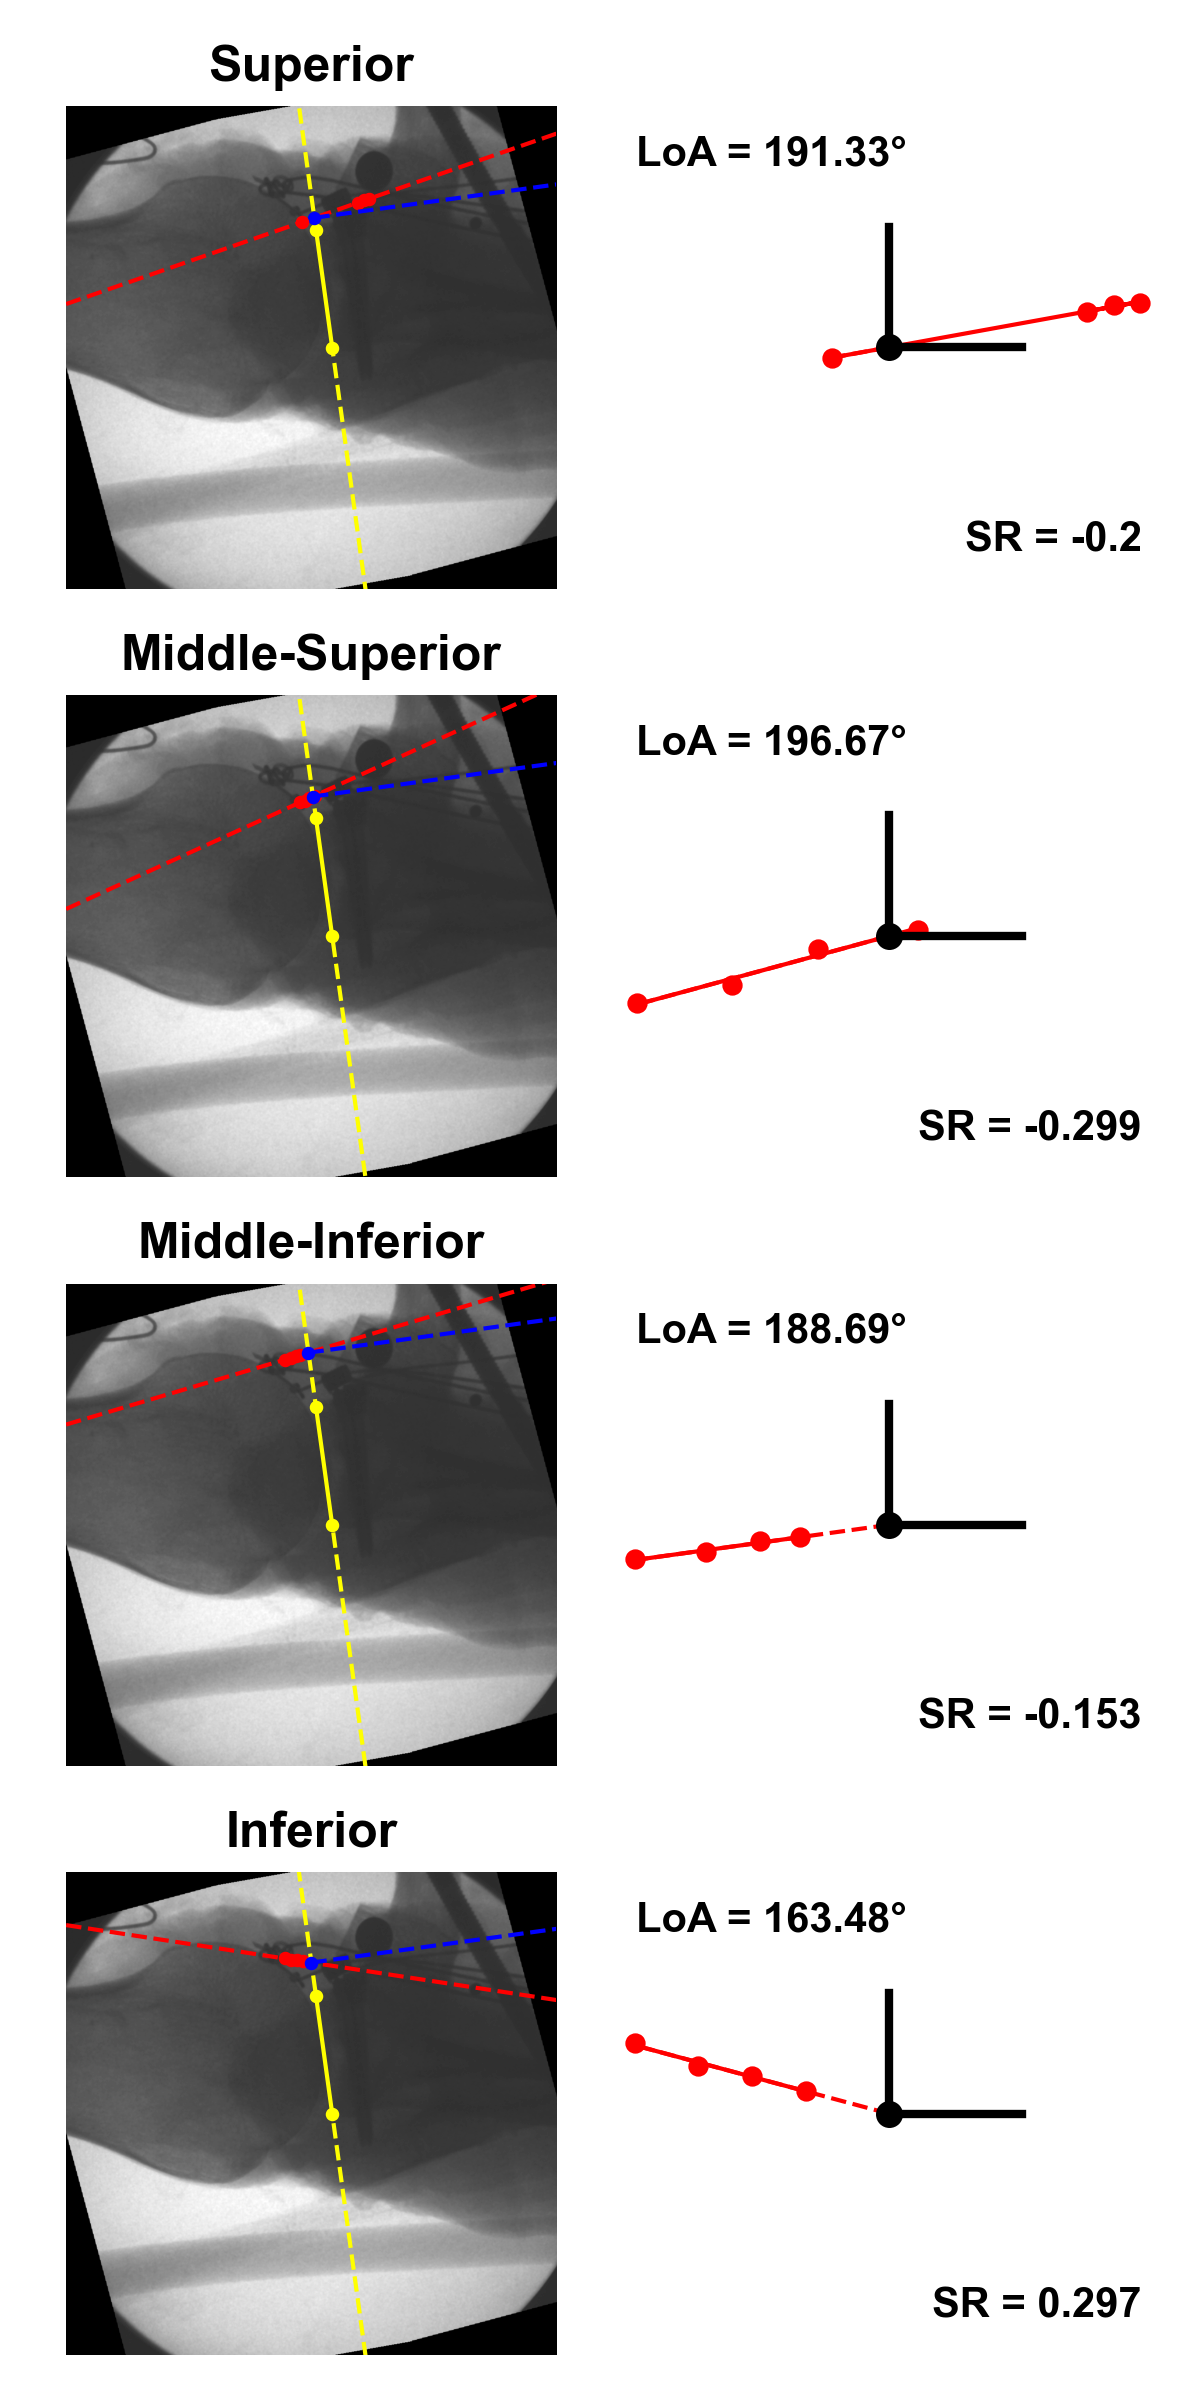 Superior
LoA = 191.33°
SR = -0.2
Middle-Superior
LoA = 196.67°
SR = -0.299
Middle-Inferior
LoA = 188.69°
SR = -0.153
Inferior
LoA = 163.48°
SR = 0.297